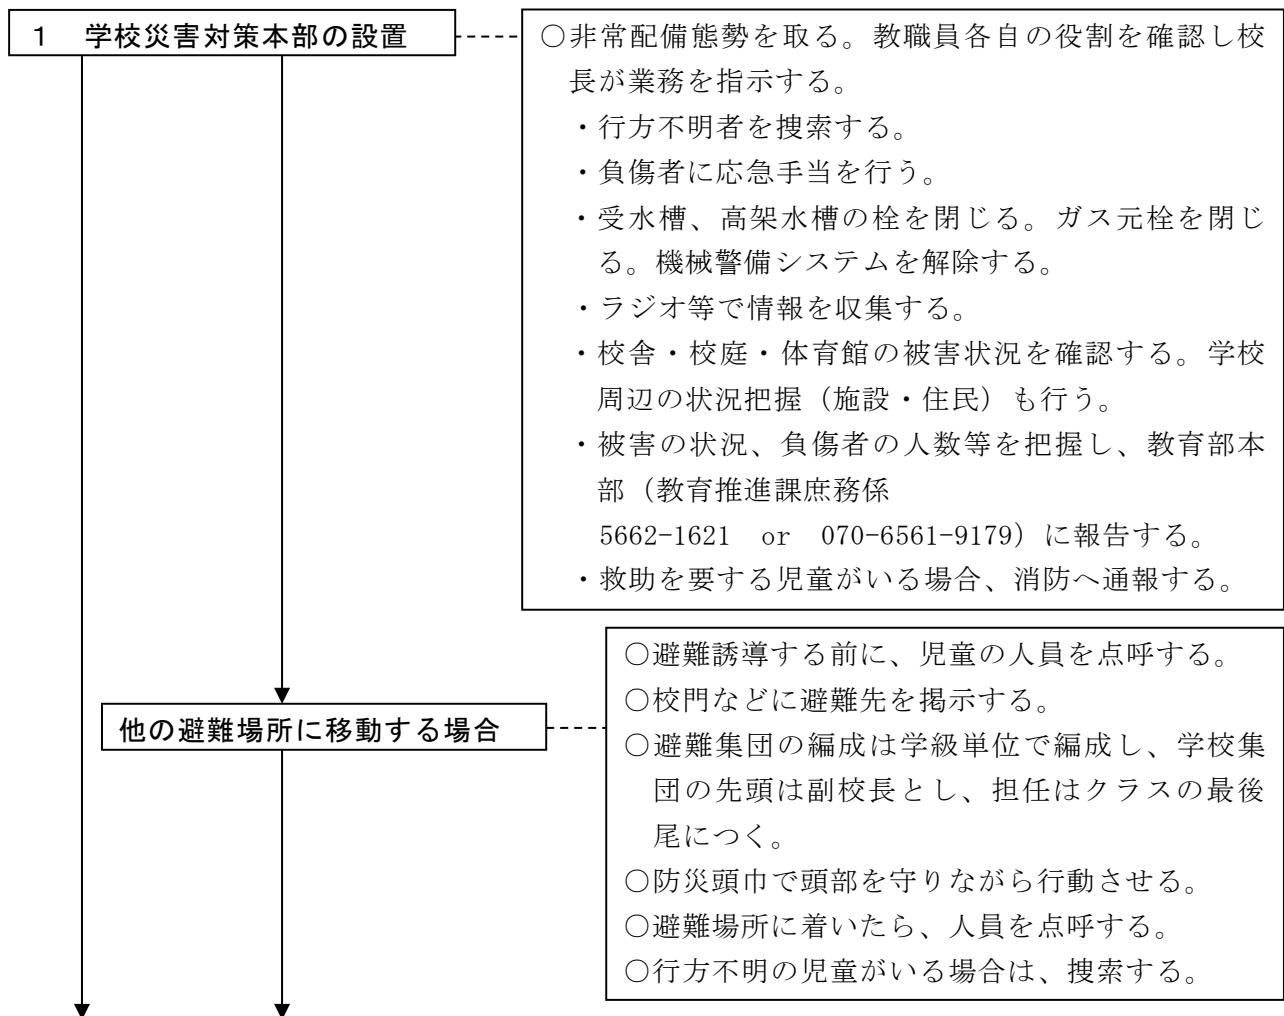 １　学校災害対策本部の設置
○非常配備態勢を取る。教職員各自の役割を確認し校
長が業務を指示する。
・行方不明者を捜索する。
・負傷者に応急手当を行う。
・受水槽、高架水槽の栓を閉じる。ガス元栓を閉じ
る。機械警備システムを解除する。
・ラジオ等で情報を収集する。
・校舎・校庭・体育館の被害状況を確認する。学校
周辺の状況把握（施設・住民）も行う。
・被害の状況、負傷者の人数等を把握し、教育部本
部（教育推進課庶務係
5662-1621　or　070-6561-9179）に報告する。
・救助を要する児童がいる場合、消防へ通報する。
他の避難場所に移動する場合
○避難誘導する前に、児童の人員を点呼する。
○校門などに避難先を掲示する。
○避難集団の編成は学級単位で編成し、学校集
団の先頭は副校長とし、担任はクラスの最後
尾につく。
○防災頭巾で頭部を守りながら行動させる。
○避難場所に着いたら、人員を点呼する。
○行方不明の児童がいる場合は、捜索する。